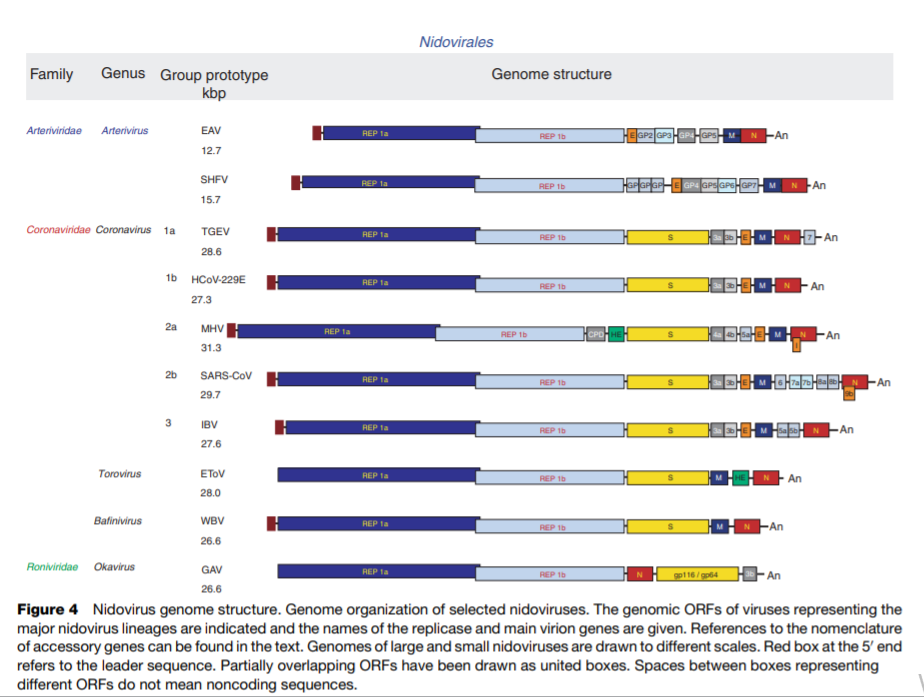 Nidovirales
Family Genus Group prototype Genome structure
kbp
Arteriviridae Arterivirus EAV REP 1a REP 1b E GP2 GP3 GP4 GP5 M N An
12.7
SHFV REP 1a REP 1b GP GP GP E GP4 GP5 GP6 GP7 M N An
15.7
Coronaviridae Coronavirus 1a TGEV REP 1a REP 1b S 3a 3b E M N 7 An
28.6
1b HCoV-229E REP 1a REP 1b S 3a 3b E M N An
27.3
2a MHV REP 1a REP 1b CPD HE S 4a 4b 5a E M N An
I
31.3
2b SARS-CoV REP 1a REP 1b S 3a 3b E M 6 7a 7b 8a 8b N An
9b
29.7
3 IBV REP 1a REP 1b S 3a 3b E M 5a 5b N An
27.6
Torovirus EToV REP 1a REP 1b S M HE N An
28.0
Bafinivirus WBV REP 1a REP 1b S M N An
26.6
Roniviridae Okavirus GAV REP 1a REP 1b N gp116 / gp64 3b An
26.6
Figure 4 Nidovirus genome structure. Genome organization of selected nidoviruses. The genomic ORFs of viruses representing the
major nidovirus lineages are indicated and the names of the replicase and main virion genes are given. References to the nomenclature
of accessory genes can be found in the text. Genomes of large and small nidoviruses are drawn to different scales. Red box at the 5′ end
refers to the leader sequence. Partially overlapping ORFs have been drawn as united boxes. Spaces between boxes representing
different ORFs do not mean noncoding sequences.